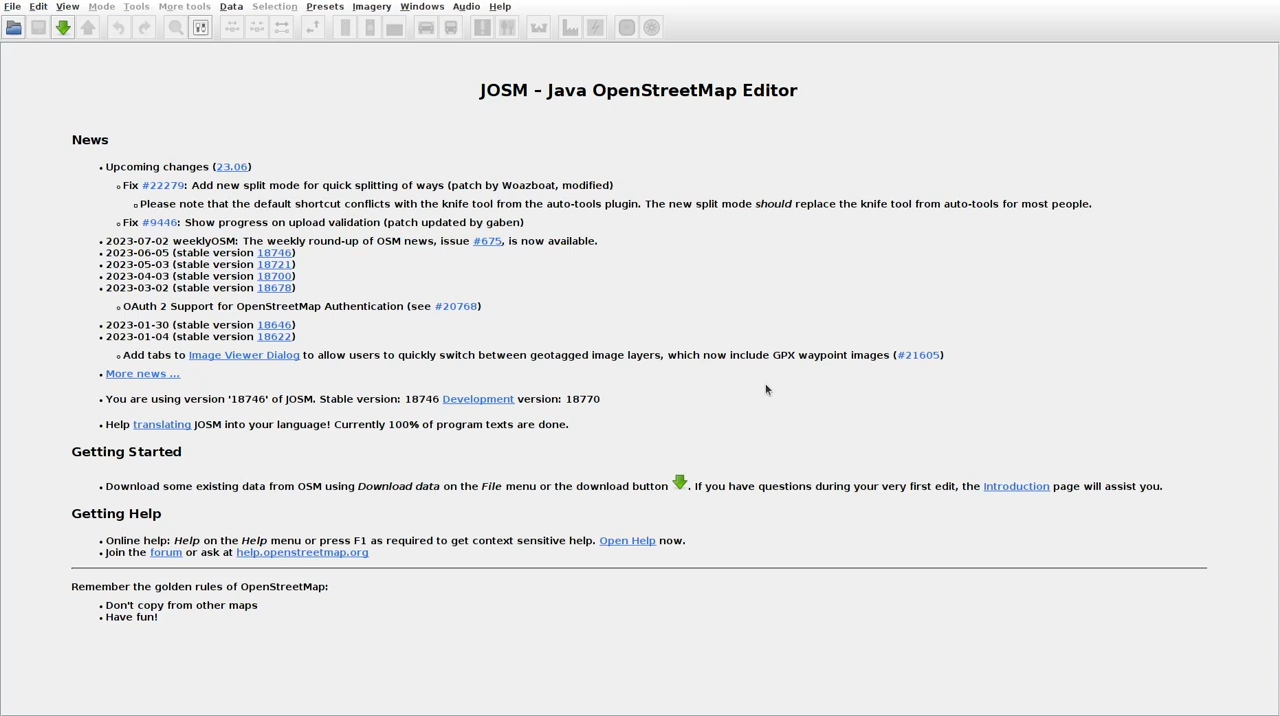 File Edit View Mode Tools More tools Data Selection Presets Imagery Windows Audio Help
JOSM – Java OpenStreetMap Editor
News
Upcoming changes (23.06)
Fix #22279: Add new split mode for quick splitting of ways (patch by Woazboat, modified)
Please note that the default shortcut conflicts with the knife tool from the auto-tools plugin. The new split mode should replace the knife tool from auto-tools for most people.
Fix #9446: Show progress on upload validation (patch updated by gaben)
2023-07-02 weeklyOSM: The weekly round-up of OSM news, issue #675, is now available.
2023-06-05 (stable version 18746)
2023-05-03 (stable version 18721)
2023-04-03 (stable version 18700)
2023-03-02 (stable version 18678)
OAuth 2 Support for OpenStreetMap Authentication (see #20768)
2023-01-30 (stable version 18646)
2023-01-04 (stable version 18622)
Add tabs to Image Viewer Dialog to allow users to quickly switch between geotagged image layers, which now include GPX waypoint images (#21605)
More news ...
You are using version '18746' of JOSM. Stable version: 18746 Development version: 18770
Help translating JOSM into your language! Currently 100% of program texts are done.
Getting Started
Download some existing data from OSM using Download data on the File menu or the download button . If you have questions during your very first edit, the Introduction page will assist you.
Getting Help
Online help: Help on the Help menu or press F1 as required to get context sensitive help. Open Help now.
Join the forum or ask at help.openstreetmap.org
Remember the golden rules of OpenStreetMap:
Don't copy from other maps
Have fun!